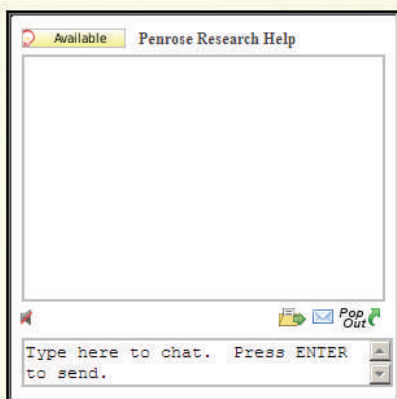 Available Penrose Research Help
Pop
Out
Type here to chat. Press ENTER
to send.